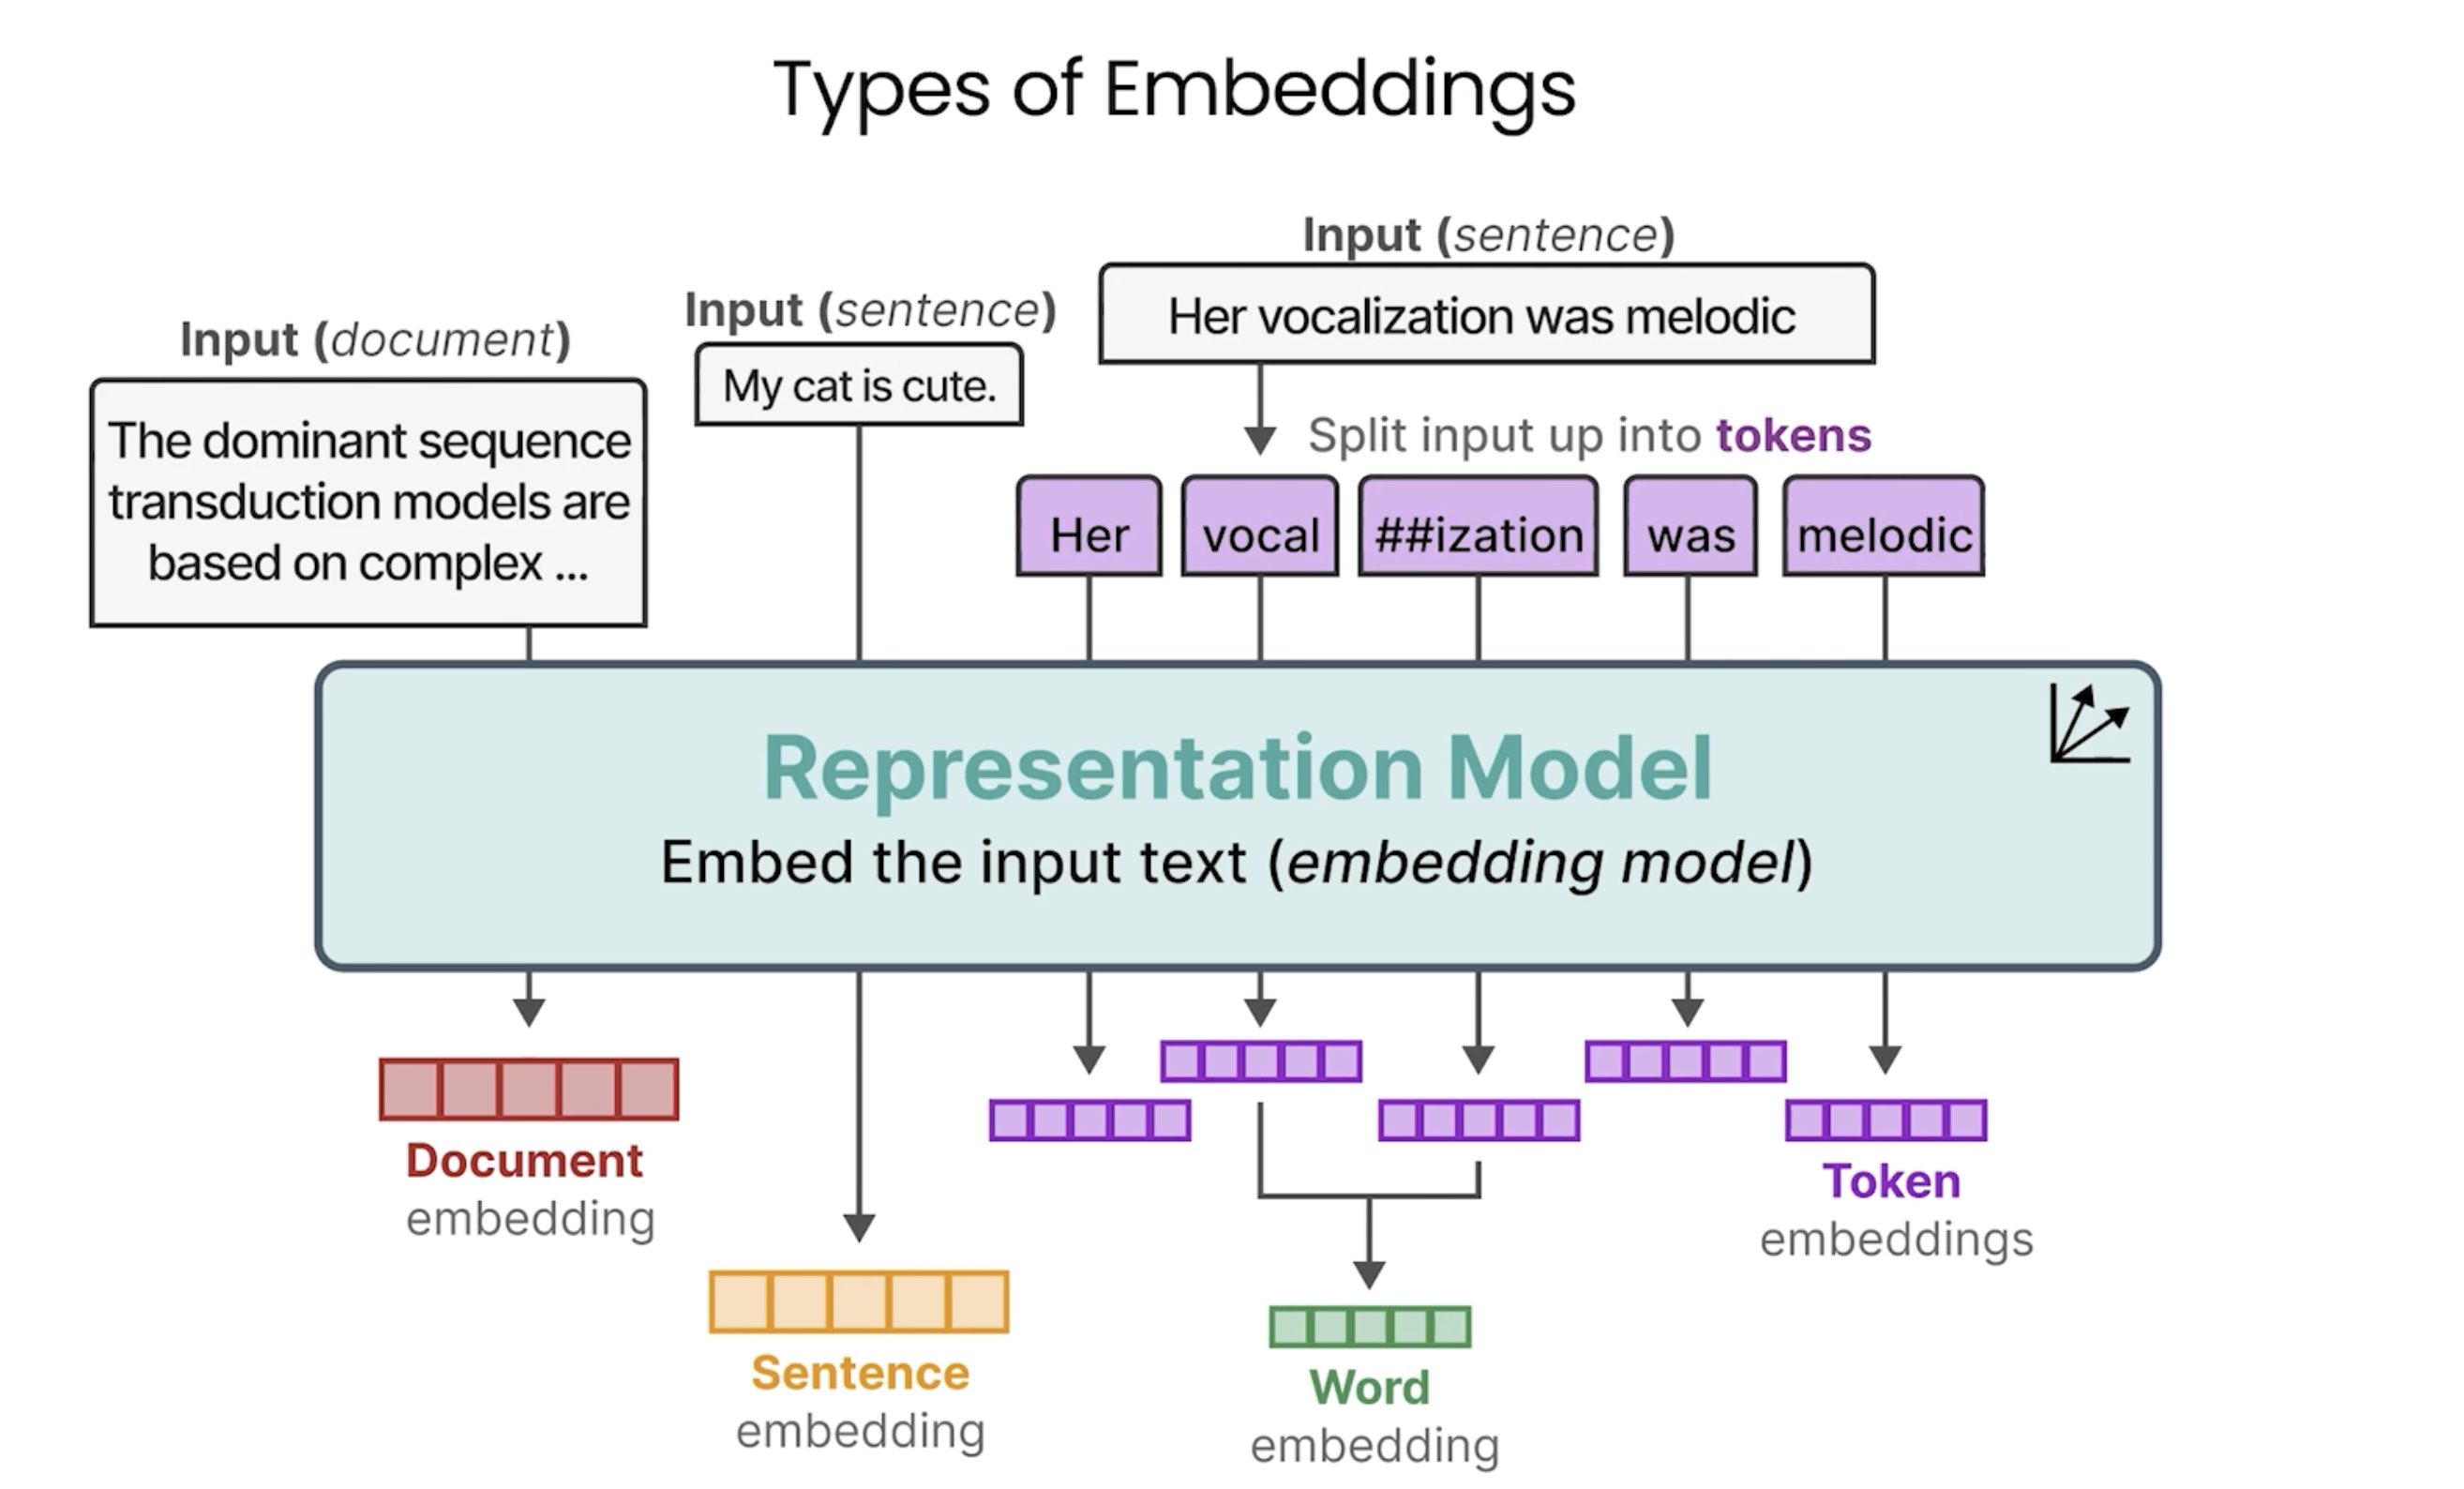 Types of Embeddings
Input (document)
The dominant sequence
transduction models are
based on complex ...
Input (sentence)
My cat is cute.
Input (sentence)
Her vocalization was melodic
Split input up into tokens
Her
vocal
##ization
was
melodic
Representation Model
Embed the input text (embedding model)
Document
embedding
Sentence
embedding
Word
embedding
Token
embeddings